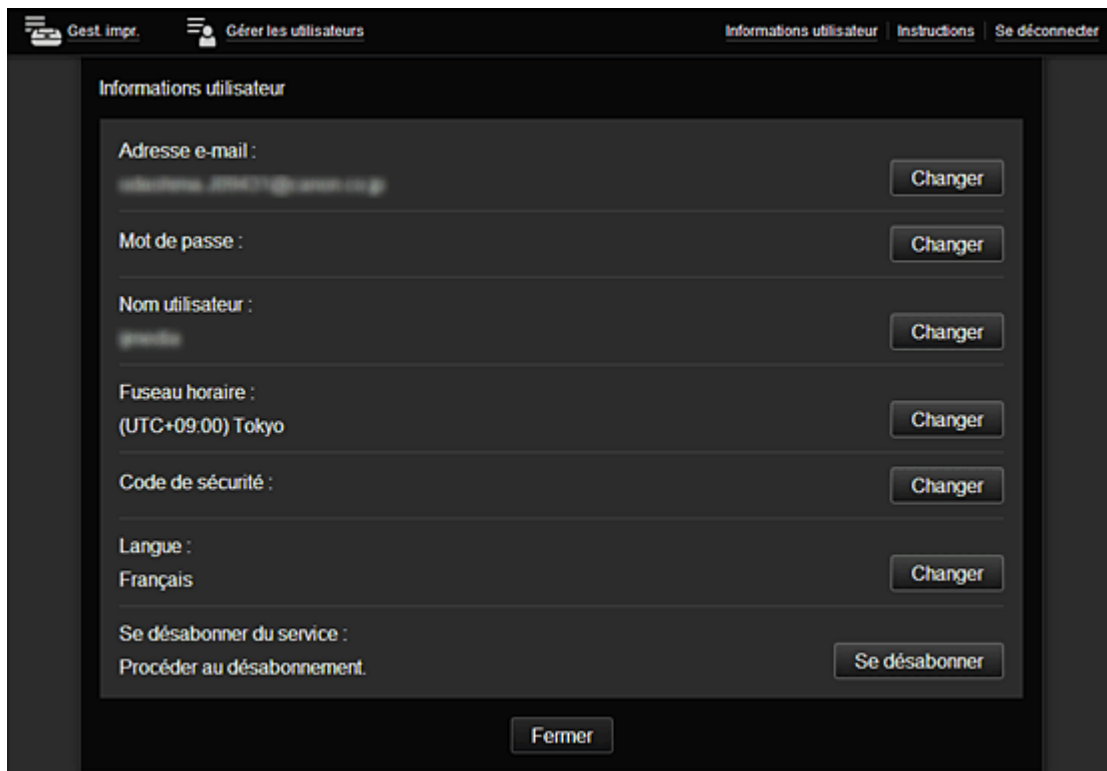 Gest. impr. Gérer les utilisateurs Informations utilisateur Instructions Se déconnecter
Informations utilisateur
Adresse e-mail :
Changer
Mot de passe :
Changer
Nom utilisateur :
Changer
Fuseau horaire :
(UTC+09:00) Tokyo
Changer
Code de sécurité :
Changer
Langue :
Français
Changer
Se désabonner du service :
Procéder au désabonnement.
Se désabonner
Fermer